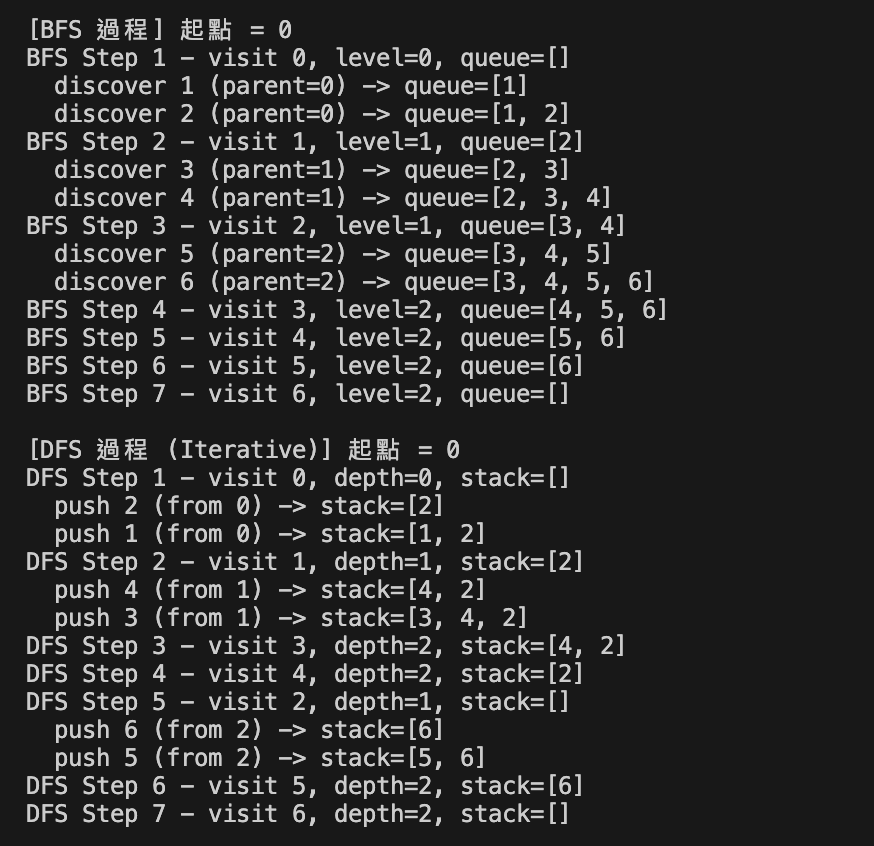 [BFS 過程] 起點 = 0
BFS Step 1 - visit 0, level=0, queue=[]
  discover 1 (parent=0) -> queue=[1]
  discover 2 (parent=0) -> queue=[1, 2]
BFS Step 2 - visit 1, level=1, queue=[2]
  discover 3 (parent=1) -> queue=[2, 3]
  discover 4 (parent=1) -> queue=[2, 3, 4]
BFS Step 3 - visit 2, level=1, queue=[3, 4]
  discover 5 (parent=2) -> queue=[3, 4, 5]
  discover 6 (parent=2) -> queue=[3, 4, 5, 6]
BFS Step 4 - visit 3, level=2, queue=[4, 5, 6]
BFS Step 5 - visit 4, level=2, queue=[5, 6]
BFS Step 6 - visit 5, level=2, queue=[6]
BFS Step 7 - visit 6, level=2, queue=[]

[DFS 過程 (Iterative)] 起點 = 0
DFS Step 1 - visit 0, depth=0, stack=[]
  push 2 (from 0) -> stack=[2]
  push 1 (from 0) -> stack=[1, 2]
DFS Step 2 - visit 1, depth=1, stack=[2]
  push 4 (from 1) -> stack=[4, 2]
  push 3 (from 1) -> stack=[3, 4, 2]
DFS Step 3 - visit 3, depth=2, stack=[4, 2]
DFS Step 4 - visit 4, depth=2, stack=[2]
DFS Step 5 - visit 2, depth=1, stack=[]
  push 6 (from 2) -> stack=[6]
  push 5 (from 2) -> stack=[5, 6]
DFS Step 6 - visit 5, depth=2, stack=[6]
DFS Step 7 - visit 6, depth=2, stack=[]